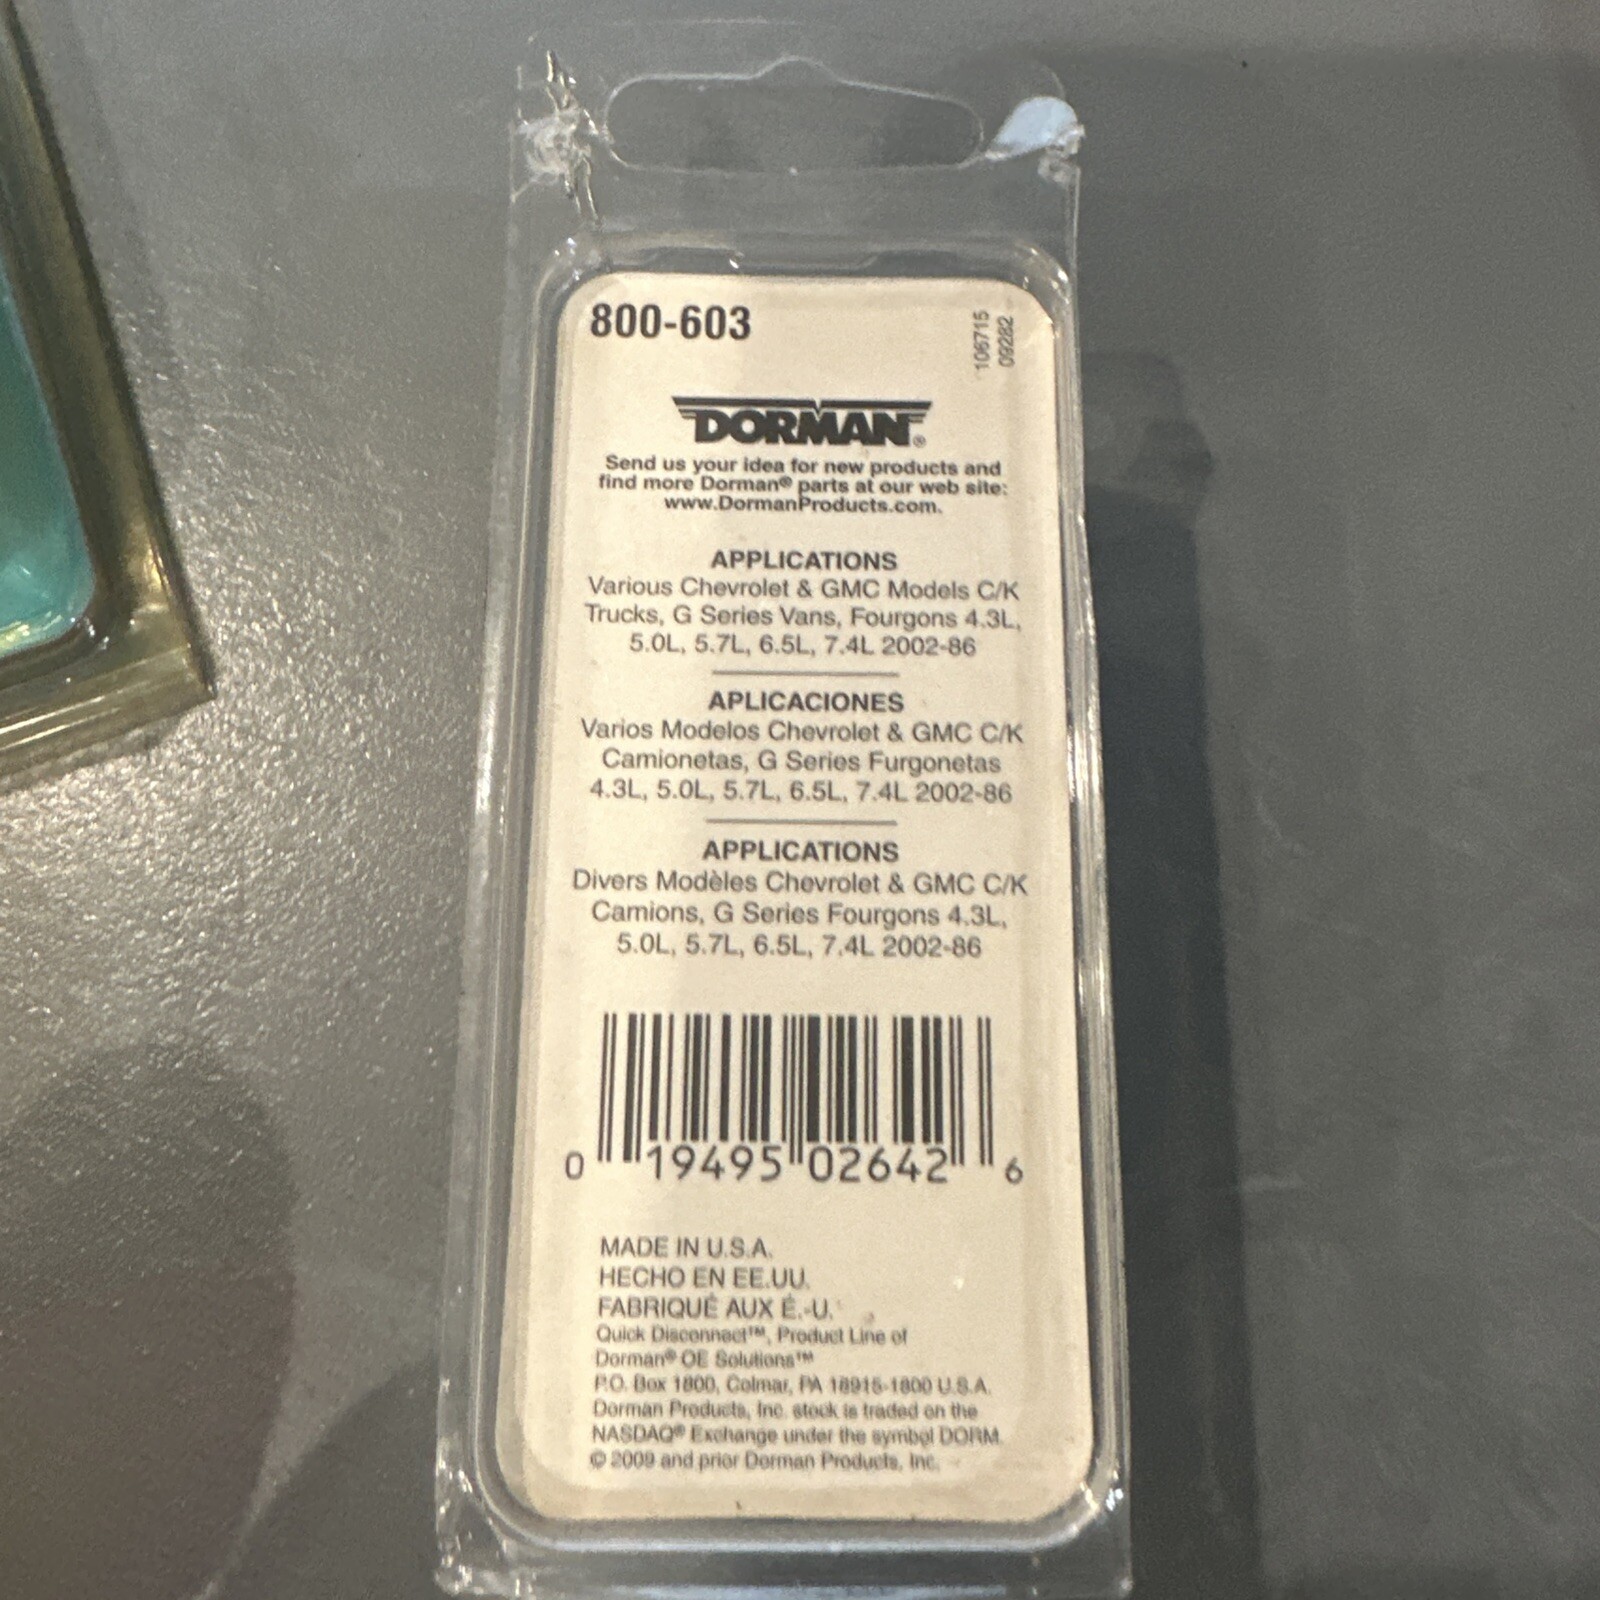 800-603
106715
09282
DORMAN®
Send us your idea for new products and
find more Dorman® parts at our web site:
www.DormanProducts.com.
APPLICATIONS
Various Chevrolet & GMC Models C/K
Trucks, G Series Vans, Fourgons 4.3L,
5.0L, 5.7L, 6.5L, 7.4L 2002-86
APLICACIONES
Varios Modelos Chevrolet & GMC C/K
Camionetas, G Series Furgonetas
4.3L, 5.0L, 5.7L, 6.5L, 7.4L 2002-86
APPLICATIONS
Divers Modèles Chevrolet & GMC C/K
Camions, G Series Fourgons 4.3L,
5.0L, 5.7L, 6.5L, 7.4L 2002-86
0 19495 02642 6
MADE IN U.S.A.
HECHO EN EE.UU.
FABRIQUÉ AUX É.-U.
Quick Disconnect™, Product Line of
Dorman® OE Solutions™
P.O. Box 1800, Colmar, PA 18915-1800 U.S.A.
Dorman Products, Inc. stock is traded on the
NASDAQ® Exchange under the symbol DORM.
© 2009 and prior Dorman Products, Inc.